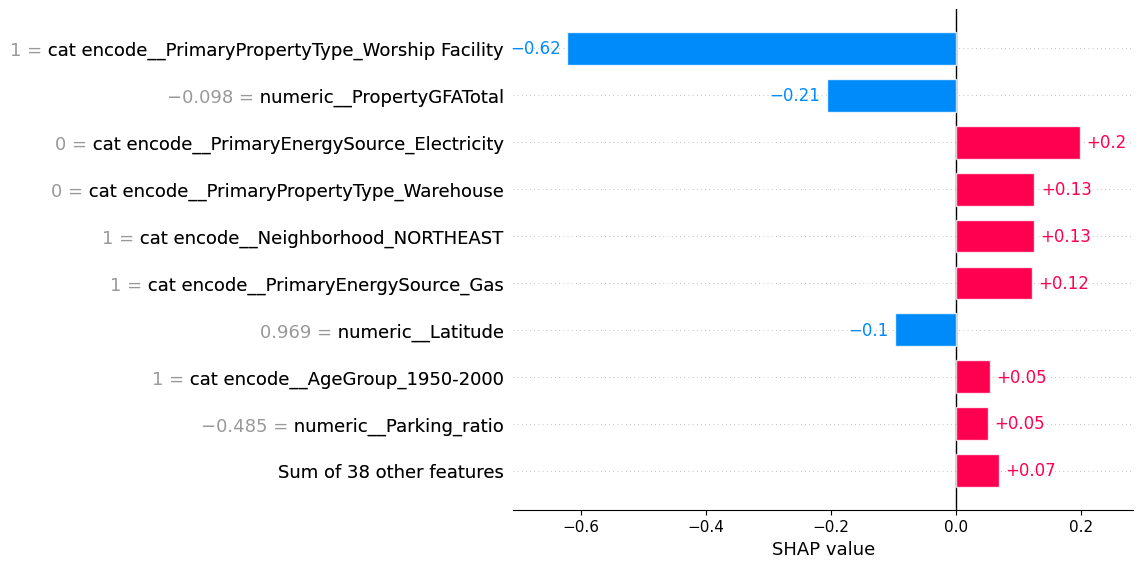 1 = cat encode__PrimaryPropertyType_Worship Facility −0.62
−0.098 = numeric__PropertyGFATotal −0.21
0 = cat encode__PrimaryEnergySource_Electricity +0.2
0 = cat encode__PrimaryPropertyType_Warehouse +0.13
1 = cat encode__Neighborhood_NORTHEAST +0.13
1 = cat encode__PrimaryEnergySource_Gas +0.12
0.969 = numeric__Latitude −0.1
1 = cat encode__AgeGroup_1950-2000 +0.05
−0.485 = numeric__Parking_ratio +0.05
Sum of 38 other features +0.07
−0.6 −0.4 −0.2 0.0 0.2
SHAP value